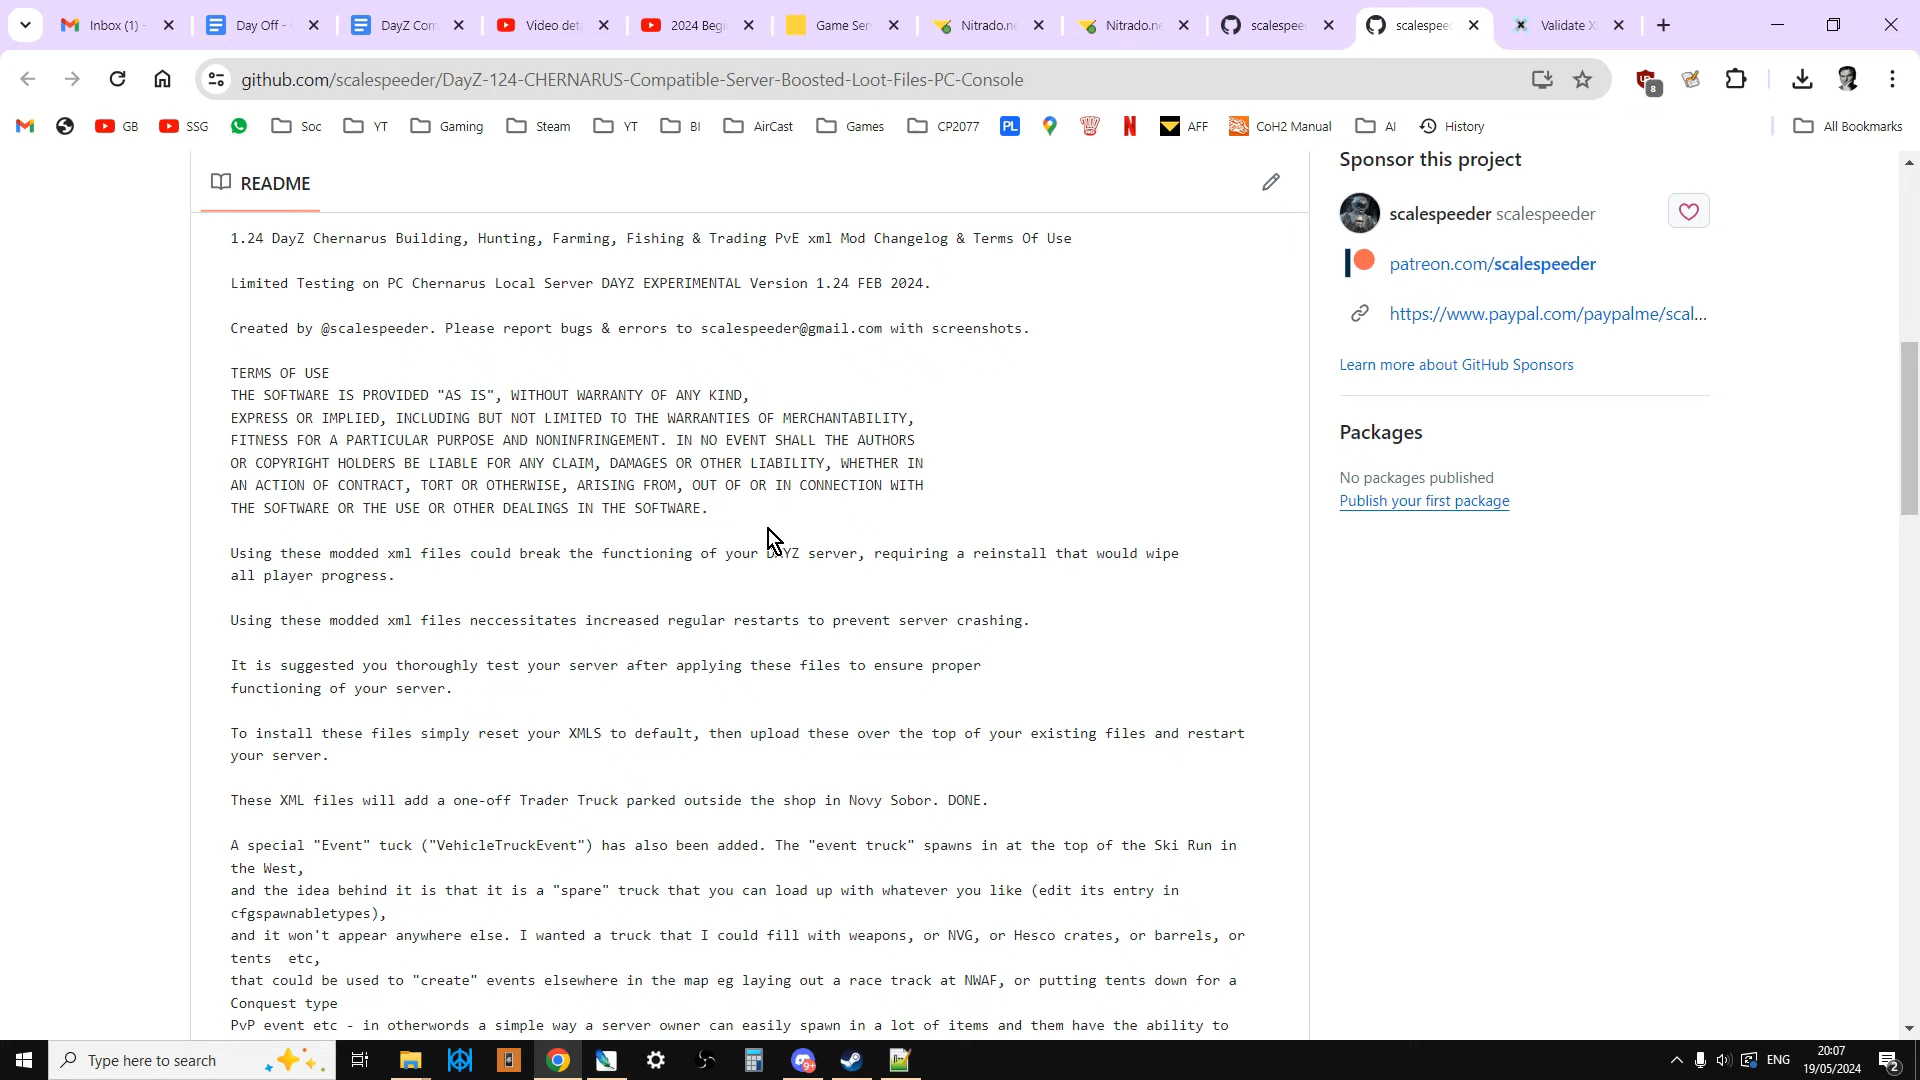 Inbox (1) -
Day Off -
DayZ Com
Video det
2024 Begi
Game Ser
Nitrado.ne
Nitrado.ne
scalespee
scalespee
Validate X
github.com/scalespeeder/DayZ-124-CHERNARUS-Compatible-Server-Boosted-Loot-Files-PC-Console
8
GB
SSG
Soc
YT
Gaming
Steam
YT
BI
AirCast
Games
CP2077
PL
N
AFF
CoH2 Manual
AI
History
All Bookmarks
README
1.24 DayZ Chernarus Building, Hunting, Farming, Fishing & Trading PvE xml Mod Changelog & Terms Of Use
Limited Testing on PC Chernarus Local Server DAYZ EXPERIMENTAL Version 1.24 FEB 2024.
Created by @scalespeeder. Please report bugs & errors to scalespeeder@gmail.com with screenshots.
TERMS OF USE
THE SOFTWARE IS PROVIDED "AS IS", WITHOUT WARRANTY OF ANY KIND,
EXPRESS OR IMPLIED, INCLUDING BUT NOT LIMITED TO THE WARRANTIES OF MERCHANTABILITY,
FITNESS FOR A PARTICULAR PURPOSE AND NONINFRINGEMENT. IN NO EVENT SHALL THE AUTHORS
OR COPYRIGHT HOLDERS BE LIABLE FOR ANY CLAIM, DAMAGES OR OTHER LIABILITY, WHETHER IN
AN ACTION OF CONTRACT, TORT OR OTHERWISE, ARISING FROM, OUT OF OR IN CONNECTION WITH
THE SOFTWARE OR THE USE OR OTHER DEALINGS IN THE SOFTWARE.
Using these modded xml files could break the functioning of your DAYZ server, requiring a reinstall that would wipe
all player progress.
Using these modded xml files neccessitates increased regular restarts to prevent server crashing.
It is suggested you thoroughly test your server after applying these files to ensure proper
functioning of your server.
To install these files simply reset your XMLS to default, then upload these over the top of your existing files and restart
your server.
These XML files will add a one-off Trader Truck parked outside the shop in Novy Sobor. DONE.
A special "Event" tuck ("VehicleTruckEvent") has also been added. The "event truck" spawns in at the top of the Ski Run in
the West,
and the idea behind it is that it is a "spare" truck that you can load up with whatever you like (edit its entry in
cfgspawnabletypes),
and it won't appear anywhere else. I wanted a truck that I could fill with weapons, or NVG, or Hesco crates, or barrels, or
tents  etc,
that could be used to "create" events elsewhere in the map eg laying out a race track at NWAF, or putting tents down for a
Conquest type
PvP event etc - in otherwords a simple way a server owner can easily spawn in a lot of items and them have the ability to
Sponsor this project
scalespeeder scalespeeder
patreon.com/scalespeeder
https://www.paypal.com/paypalme/scal...
Learn more about GitHub Sponsors
Packages
No packages published
Publish your first package
Type here to search
9+
ENG
20:07
19/05/2024
2